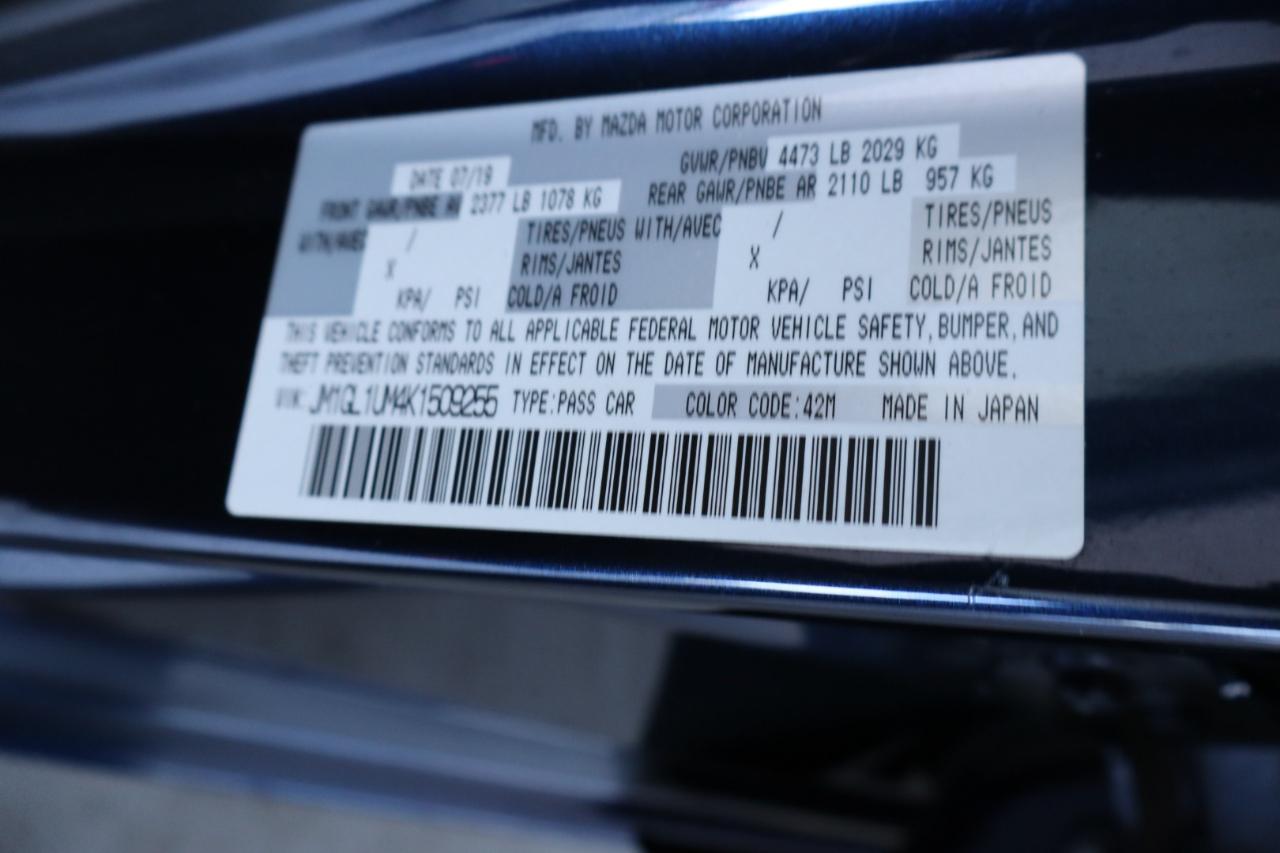 MFD. BY MAZDA MOTOR CORPORATION
DATE 07/19 GVWR/PNBV 4473 LB 2029 KG
FRONT GAWR/PNBE AR 2377 LB 1078 KG REAR GAWR/PNBE AR 2110 LB 957 KG
WITH/AVEC / TIRES/PNEUS WITH/AVEC / TIRES/PNEUS
X RIMS/JANTES X RIMS/JANTES
KPA/ PSI COLD/A FROID KPA/ PSI COLD/A FROID
THIS VEHICLE CONFORMS TO ALL APPLICABLE FEDERAL MOTOR VEHICLE SAFETY, BUMPER, AND
THEFT PREVENTION STANDARDS IN EFFECT ON THE DATE OF MANUFACTURE SHOWN ABOVE.
VIN: JM1GL1UM4K1509255 TYPE:PASS CAR COLOR CODE:42M MADE IN JAPAN